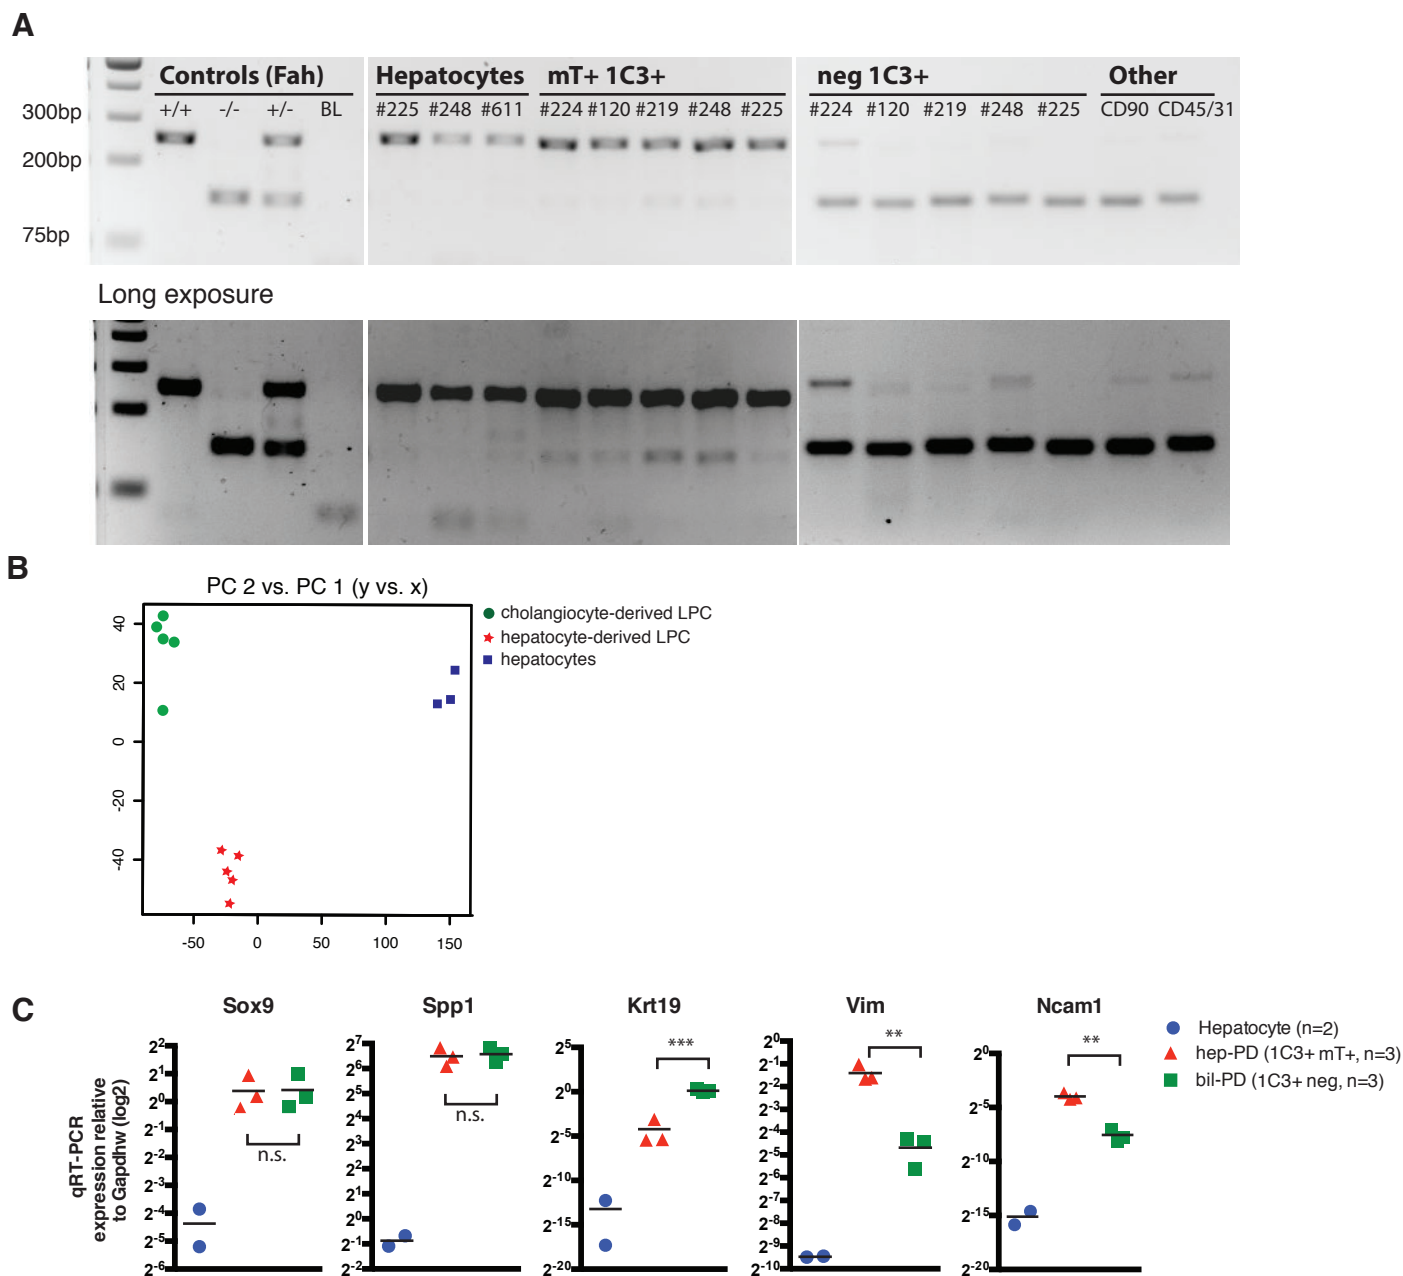 A
Controls (Fah) Hepatocytes mT+ 1C3+ neg 1C3+ Other
300bp +/+ -/- +/- BL #225 #248 #611 #224 #120 #219 #248 #225 #224 #120 #219 #248 #225 CD90 CD45/31
200bp
75bp
Long exposure
B
PC 2 vs. PC 1 (y vs. x)
40
20
0
-20
-40
-50 0 50 100 150
cholangiocyte-derived LPC
hepatocyte-derived LPC
hepatocytes
C
qRT-PCR
expression relative
to Gapdhw (log2)
Sox9
2^2
2^1
2^0
2^-1
2^-2
2^-3
2^-4
2^-5
2^-6
n.s.
Spp1
2^7
2^6
2^5
2^4
2^3
2^2
2^1
2^0
2^-1
2^-2
n.s.
Krt19
2^5
2^0
2^-5
2^-10
2^-15
2^-20
***
Vim
2^0
2^-1
2^-2
2^-3
2^-4
2^-5
2^-6
2^-7
2^-8
2^-9
2^-10
**
Ncam1
2^0
2^-5
2^-10
2^-15
2^-20
**
Hepatocyte (n=2)
hep-PD (1C3+ mT+, n=3)
bil-PD (1C3+ neg, n=3)